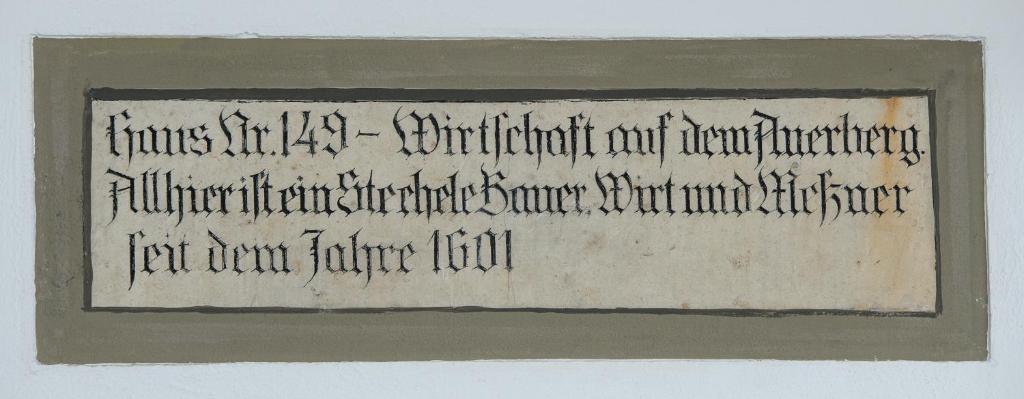 Haus Nr. 149 – Wirtschaft auf dem Auerberg.
Allhier ist ein Stechele Bauer, Wirt und Meßner
seit dem Jahre 1601